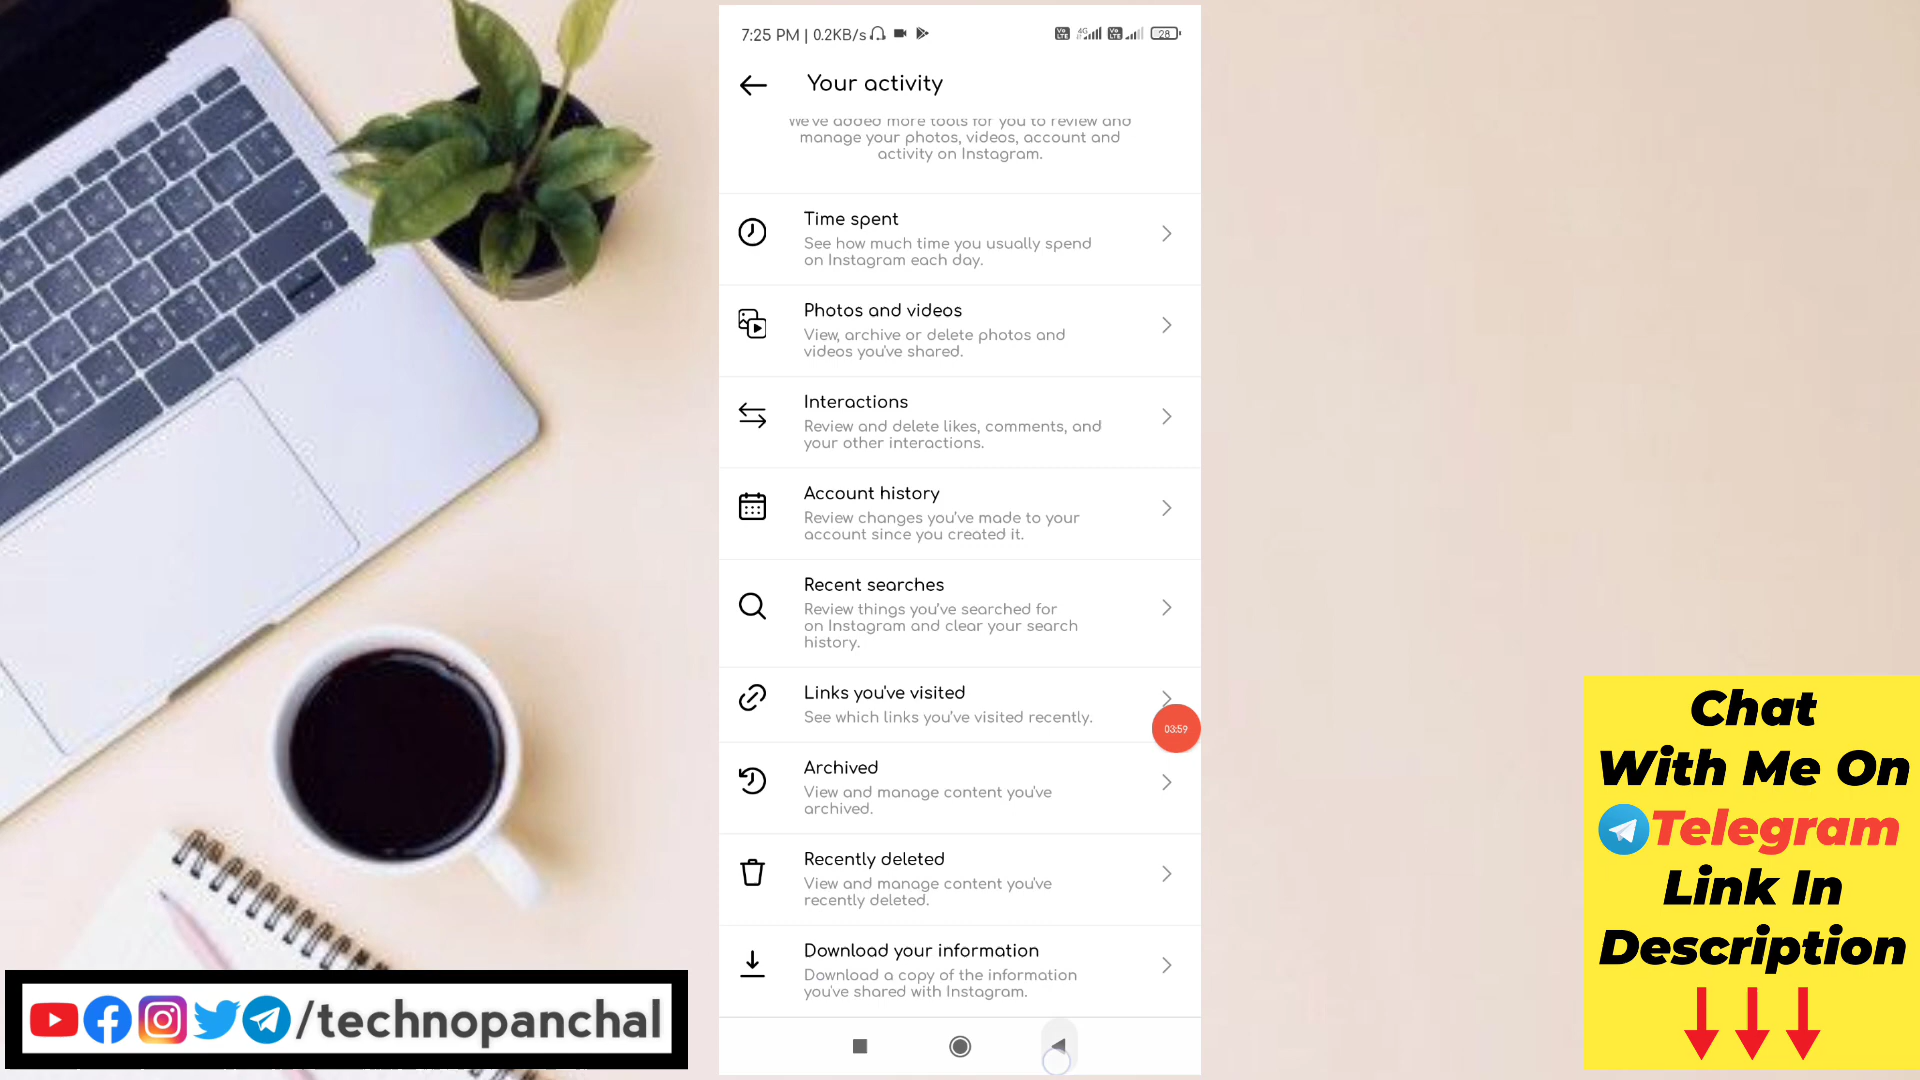 7:25 PM | 0.2KB/s
28
Your activity
We've added more tools for you to review and
manage your photos, videos, account and
activity on Instagram.
Time spent
See how much time you usually spend
on Instagram each day.
Photos and videos
View, archive or delete photos and
videos you've shared.
Interactions
Review and delete likes, comments, and
your other interactions.
Account history
Review changes you've made to your
account since you created it.
Recent searches
Review things you've searched for
on Instagram and clear your search
history.
Links you've visited
See which links you've visited recently.
03:59
Archived
View and manage content you've
archived.
Recently deleted
View and manage content you've
recently deleted.
Download your information
Download a copy of the information
you've shared with Instagram.
/technopanchal
Chat
With Me On
Telegram
Link In
Description